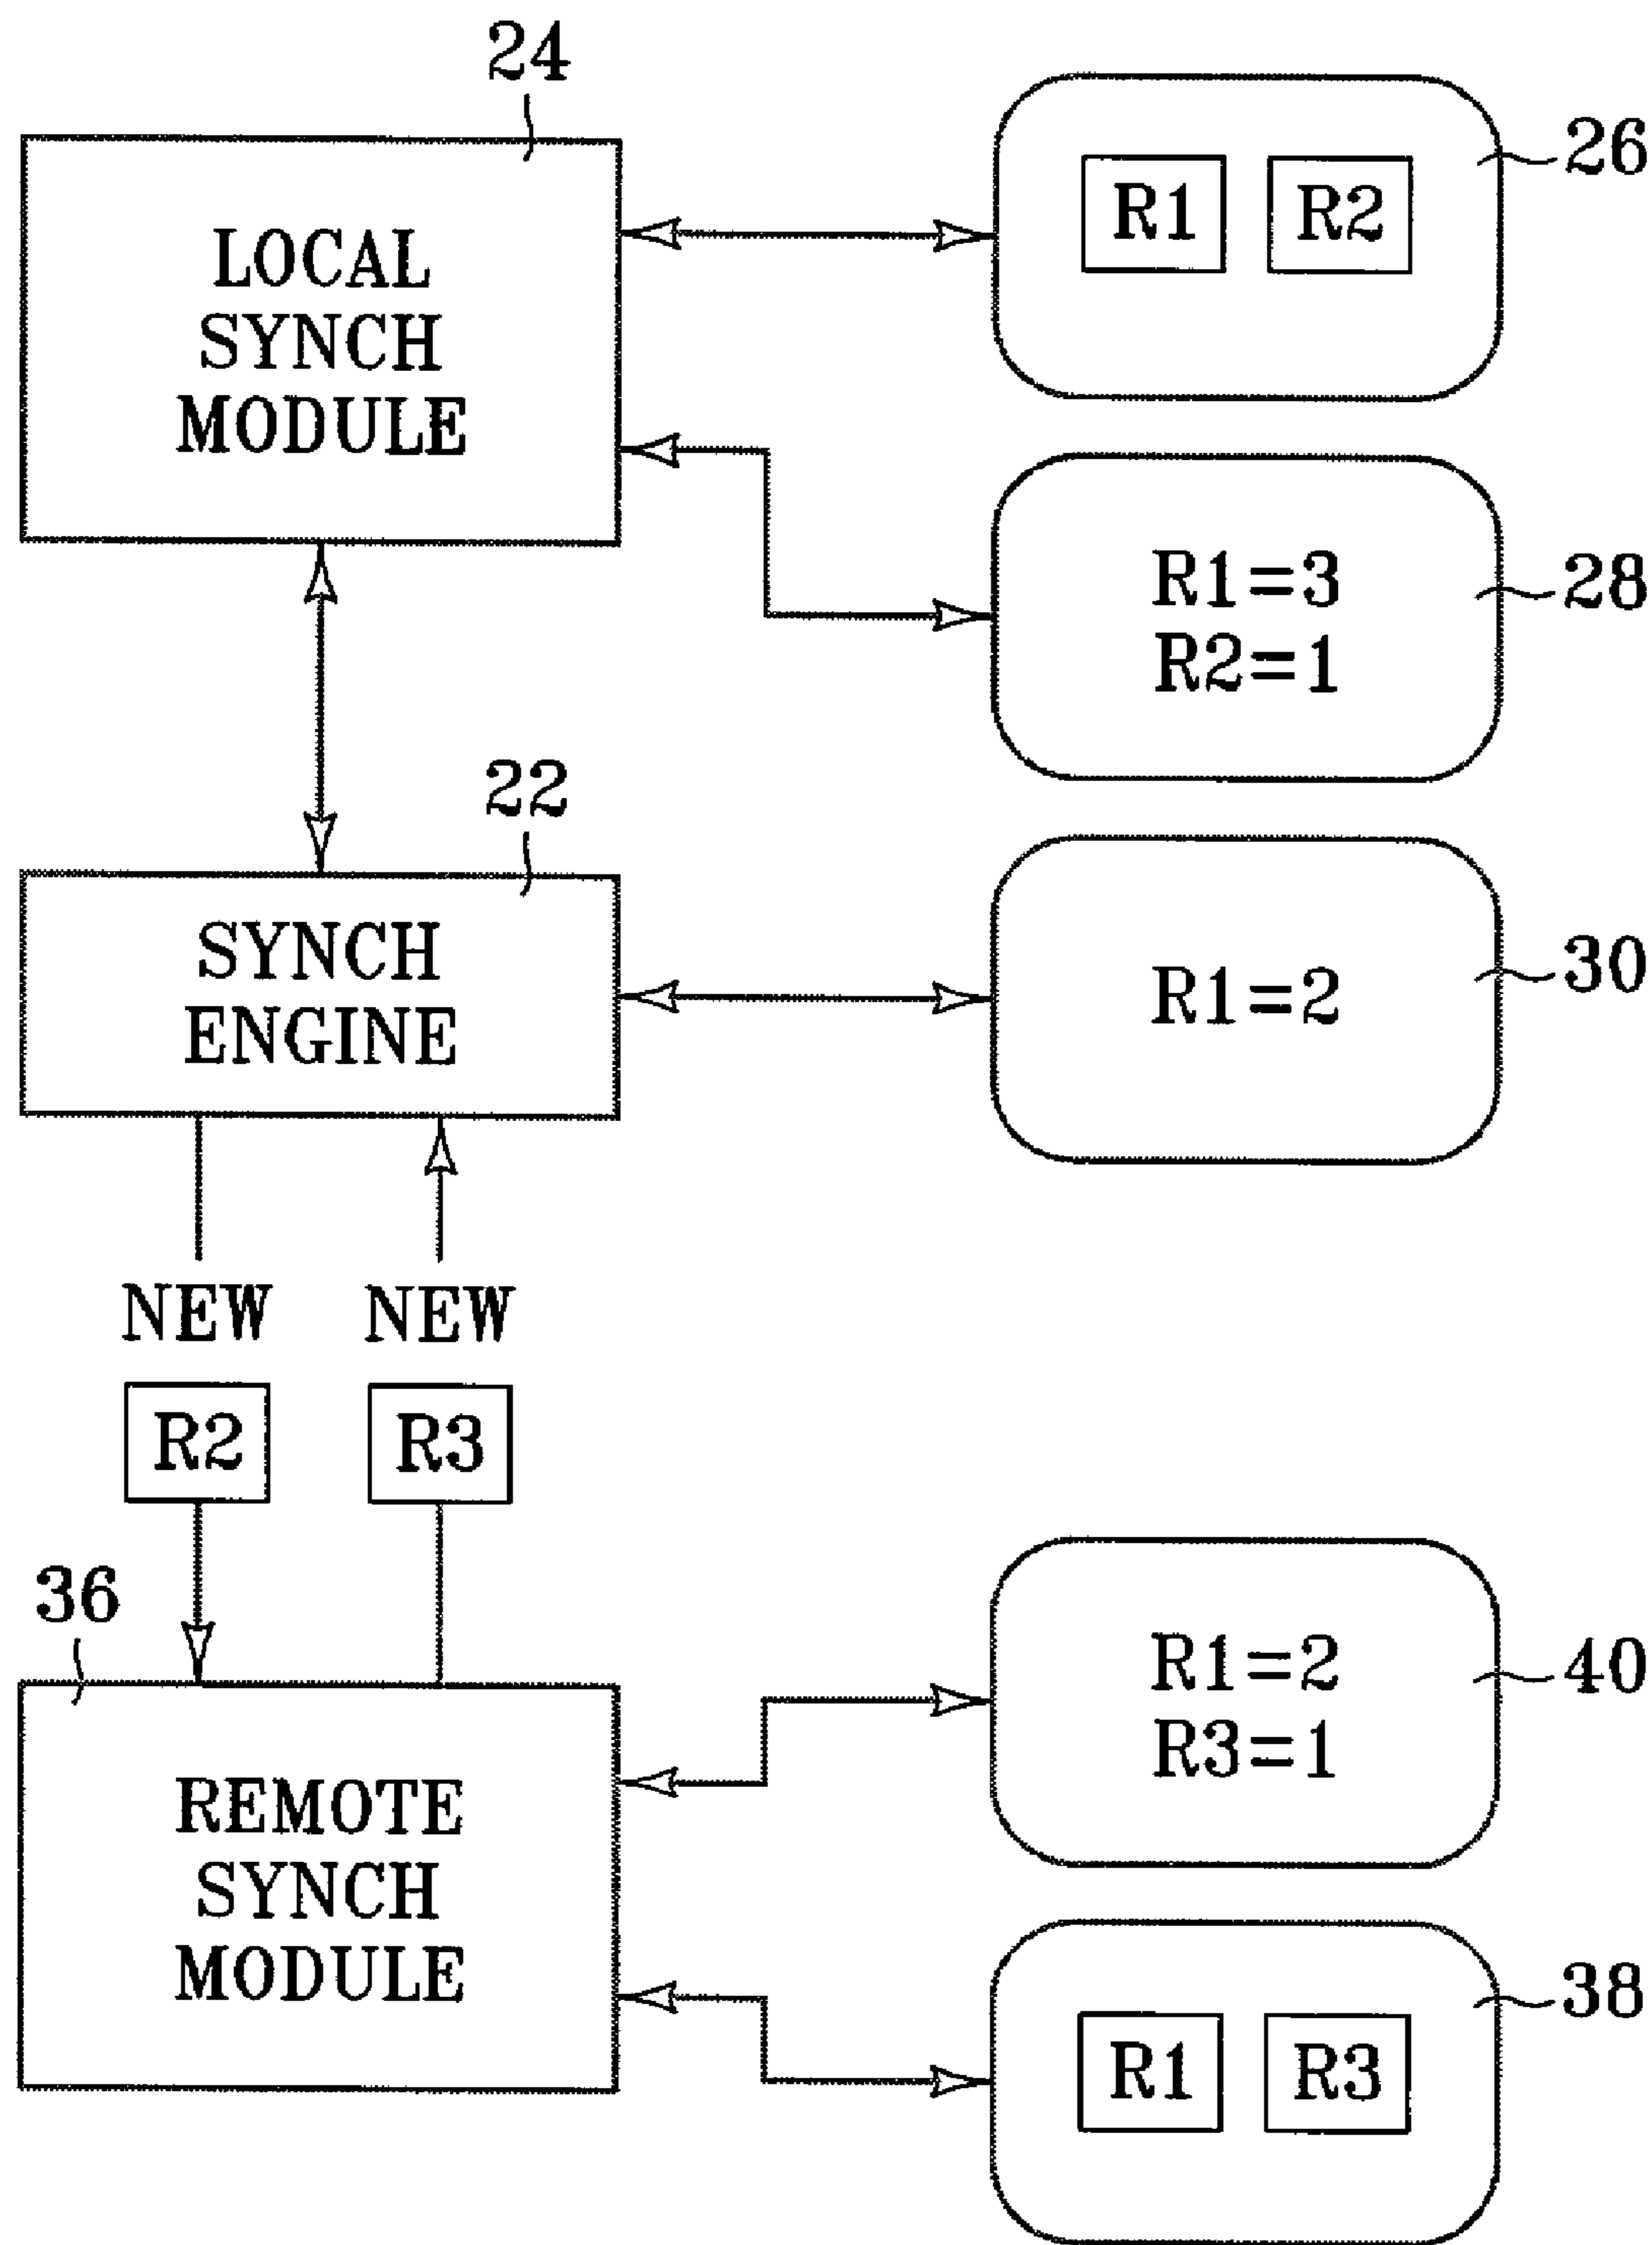 24
LOCAL
SYNCH
MODULE
R1 R2
26
R1=3
R2=1
28
22
SYNCH
ENGINE
R1=2
30
NEW NEW
R2 R3
36
REMOTE
SYNCH
MODULE
R1=2
R3=1
40
R1 R3
38